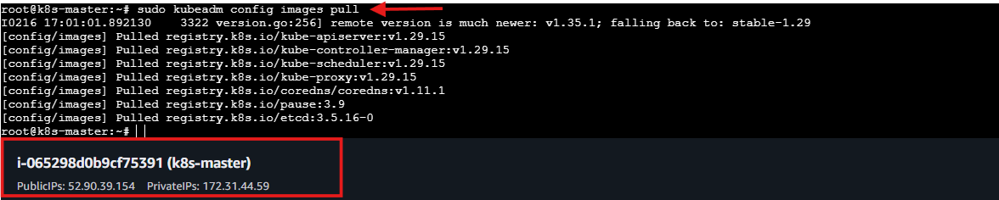 root@k8s-master:~# sudo kubeadm config images pull
I0216 17:01:01.892130    3322 version.go:256] remote version is much newer: v1.35.1; falling back to: stable-1.29
[config/images] Pulled registry.k8s.io/kube-apiserver:v1.29.15
[config/images] Pulled registry.k8s.io/kube-controller-manager:v1.29.15
[config/images] Pulled registry.k8s.io/kube-scheduler:v1.29.15
[config/images] Pulled registry.k8s.io/kube-proxy:v1.29.15
[config/images] Pulled registry.k8s.io/coredns/coredns:v1.11.1
[config/images] Pulled registry.k8s.io/pause:3.9
[config/images] Pulled registry.k8s.io/etcd:3.5.16-0
root@k8s-master:~#
i-065298d0b9cf75391 (k8s-master)
PublicIPs: 52.90.39.154 PrivateIPs: 172.31.44.59